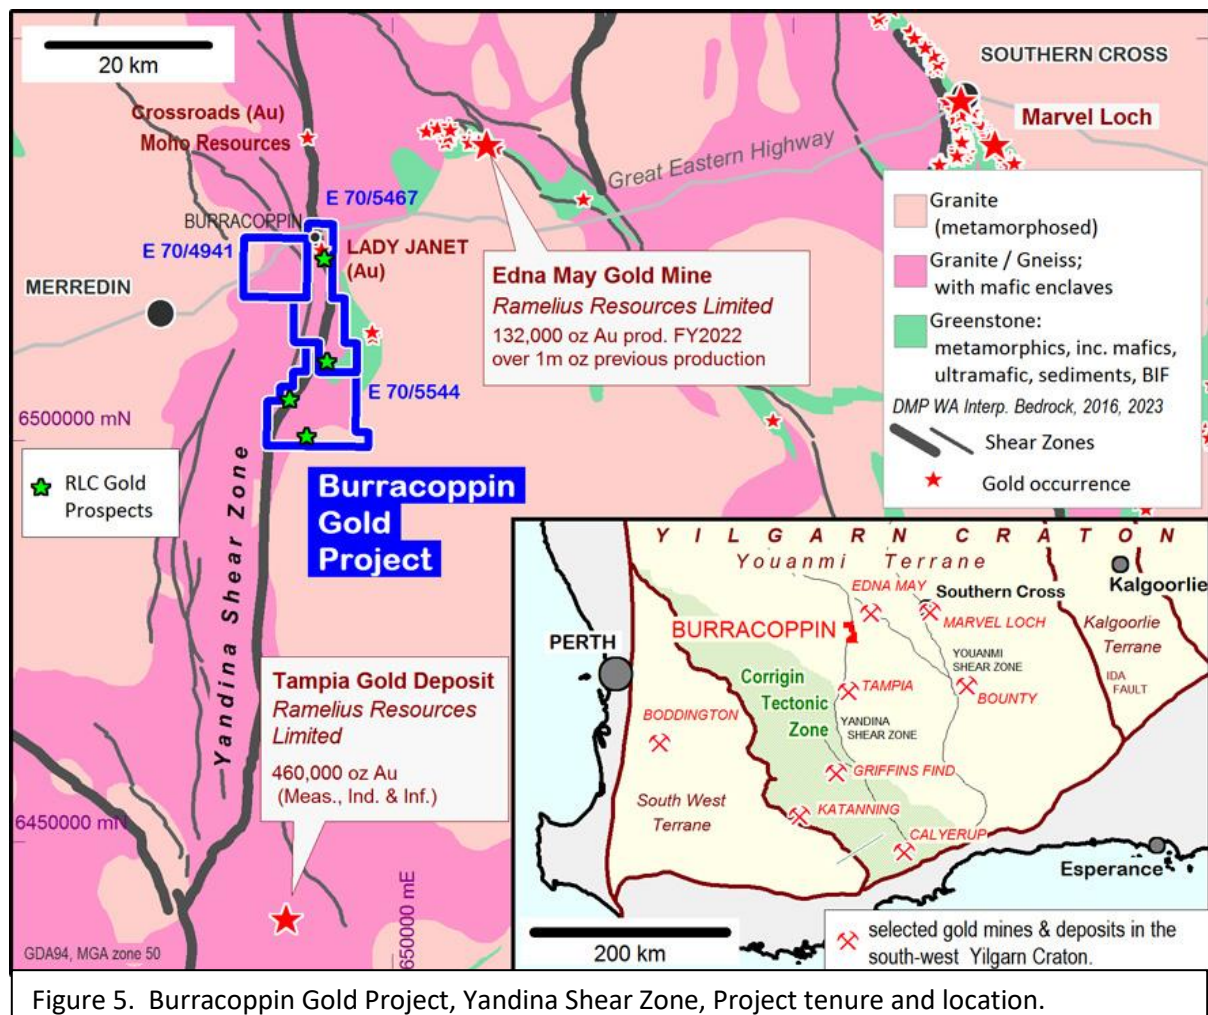 20 km
SOUTHERN CROSS
Crossroads (Au)
Moho Resources
Marvel Loch
Great Eastern Highway
E 70/5467
BURRACOPPIN
E 70/4941
LADY JANET
(Au)
MERREDIN
Edna May Gold Mine
Ramelius Resources Limited
132,000 oz Au prod. FY2022
over 1m oz previous production
E 70/5544
6500000 mN
Granite
(metamorphosed)
Granite / Gneiss;
with mafic enclaves
Greenstone:
metamorphics, inc. mafics,
ultramafic, sediments, BIF
DMP WA Interp. Bedrock, 2016, 2023
Shear Zones
Gold occurrence
RLC Gold
Prospects
Burracoppin
Gold
Project
Yandina Shear Zone
Tampia Gold Deposit
Ramelius Resources
Limited
460,000 oz Au
(Meas., Ind. & Inf.)
6450000 mN
650000 mE
GDA94, MGA zone 50
YILGARN CRATON
Youanmi Terrane
Kalgoorlie
EDNA MAY
Southern Cross
MARVEL LOCH
BURRACOPPIN
PERTH
Kalgoorlie
Terrane
YOUANMI
SHEAR ZONE
IDA
FAULT
Corrigin
Tectonic
Zone
TAMPIA
BOUNTY
BODDINGTON
YANDINA
SHEAR ZONE
GRIFFINS FIND
South West
Terrane
KATANNING
CALYERUP
Esperance
200 km
selected gold mines & deposits in the
south-west Yilgarn Craton.
Figure 5. Burracoppin Gold Project, Yandina Shear Zone, Project tenure and location.